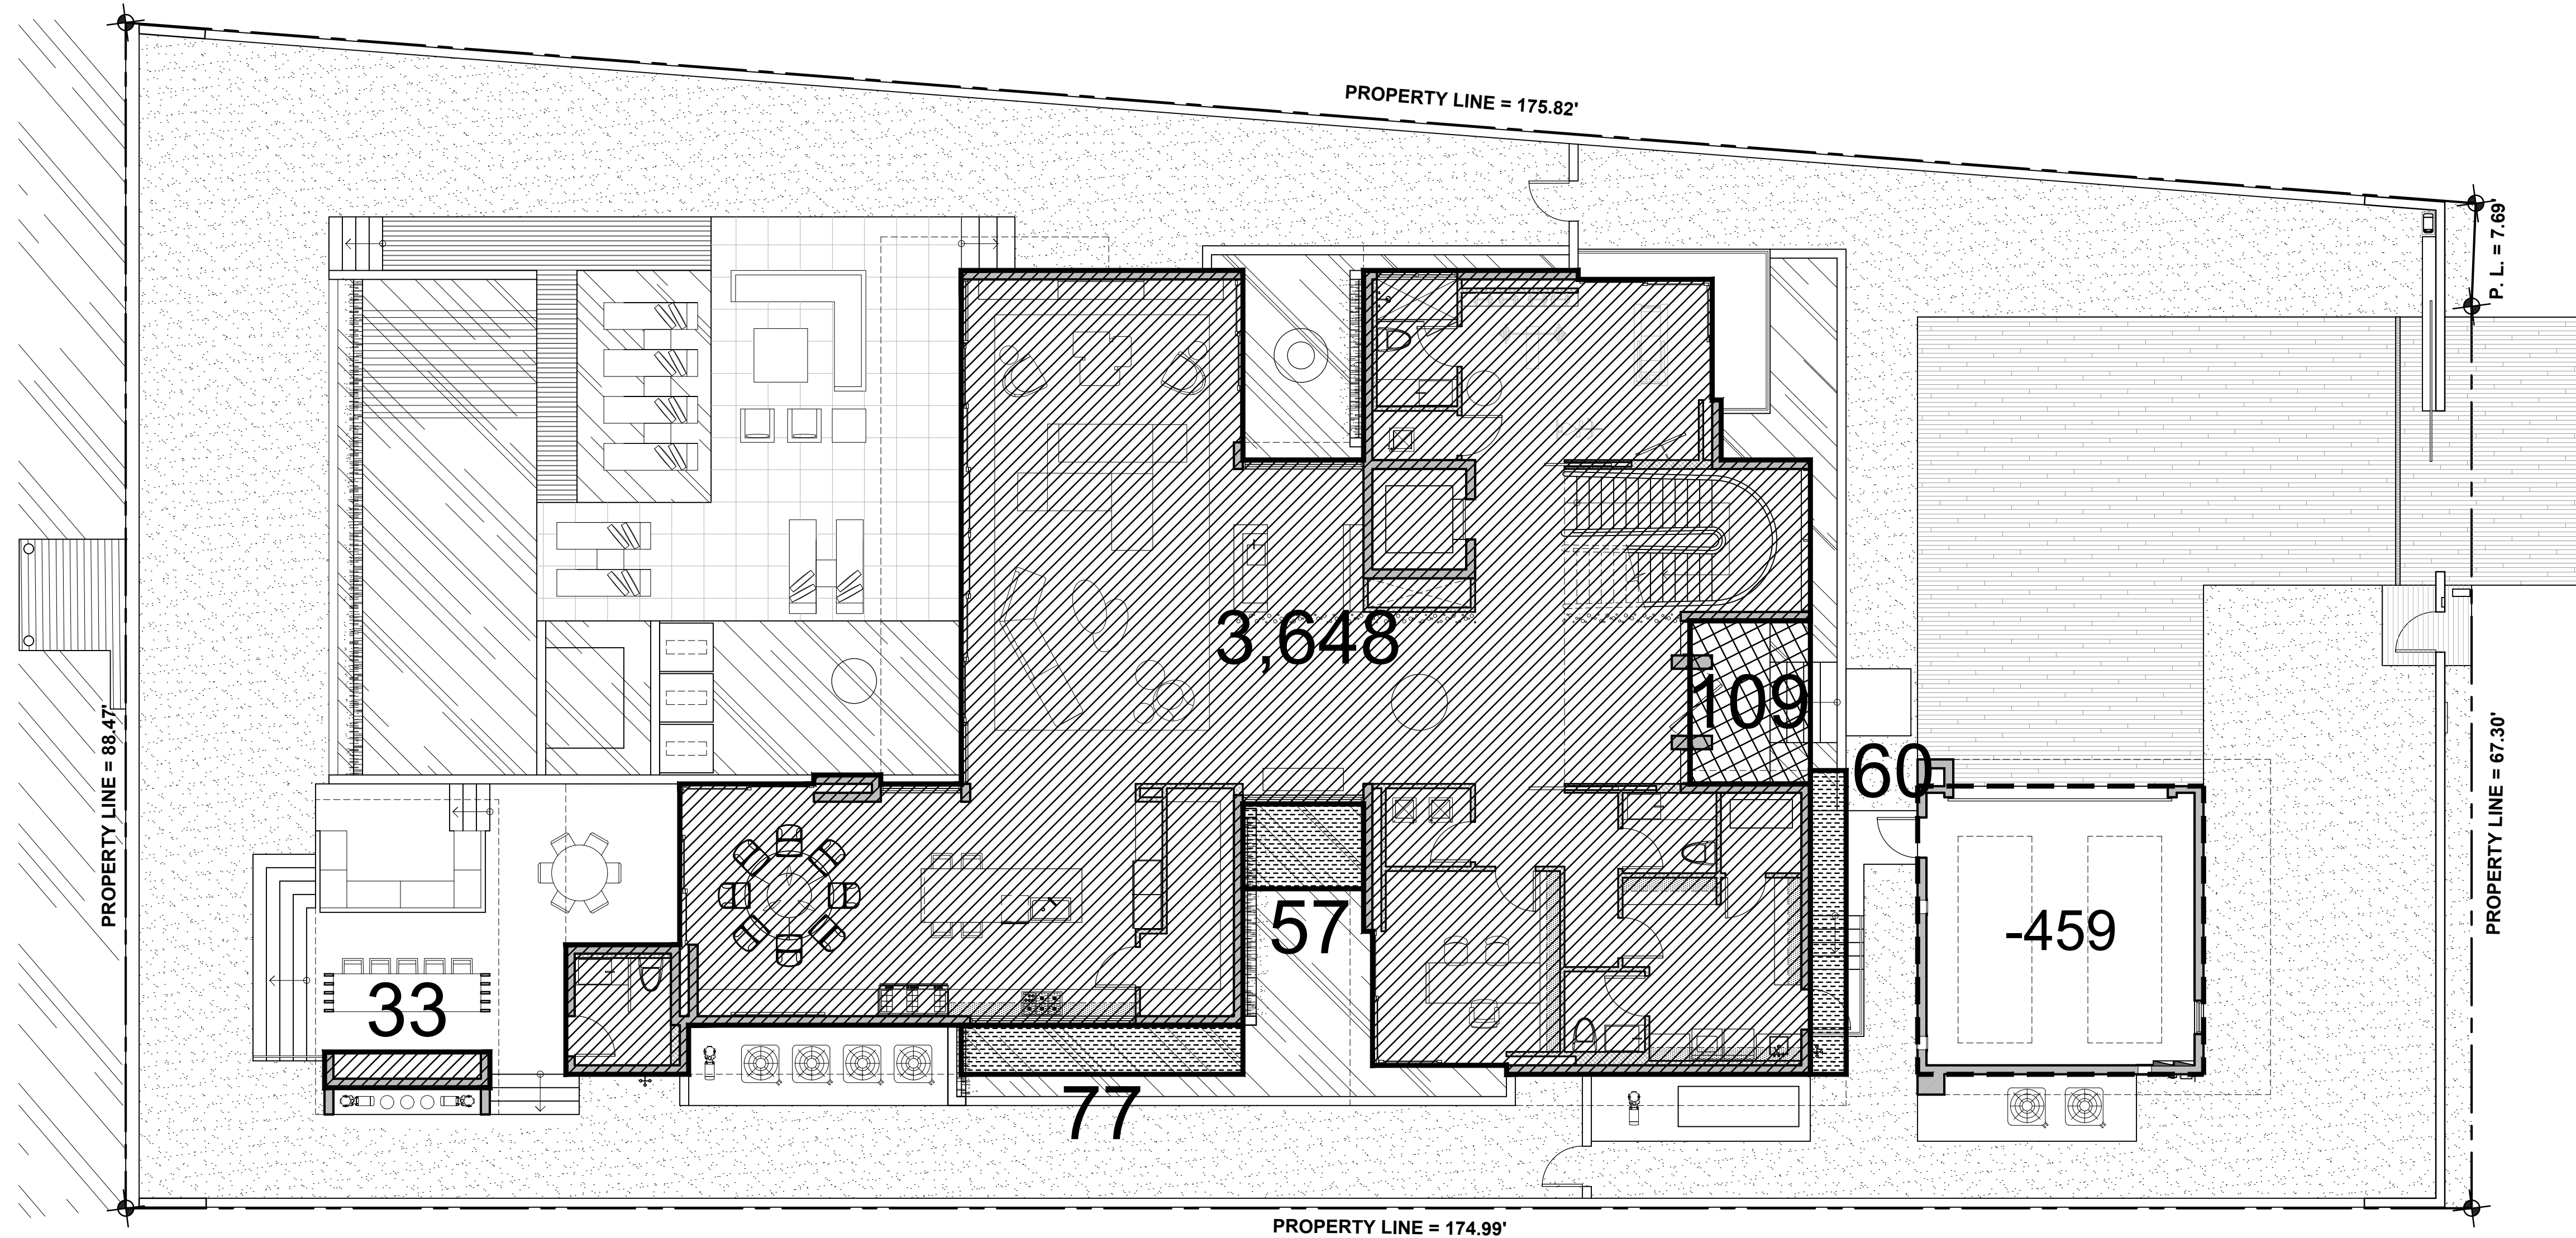 PROPERTY LINE = 175.82'
P. L. = 7.69'
3,648
109
60
PROPERTY LINE = 88.47'
PROPERTY LINE = 67.30'
57
-459
33
77
PROPERTY LINE = 174.99'